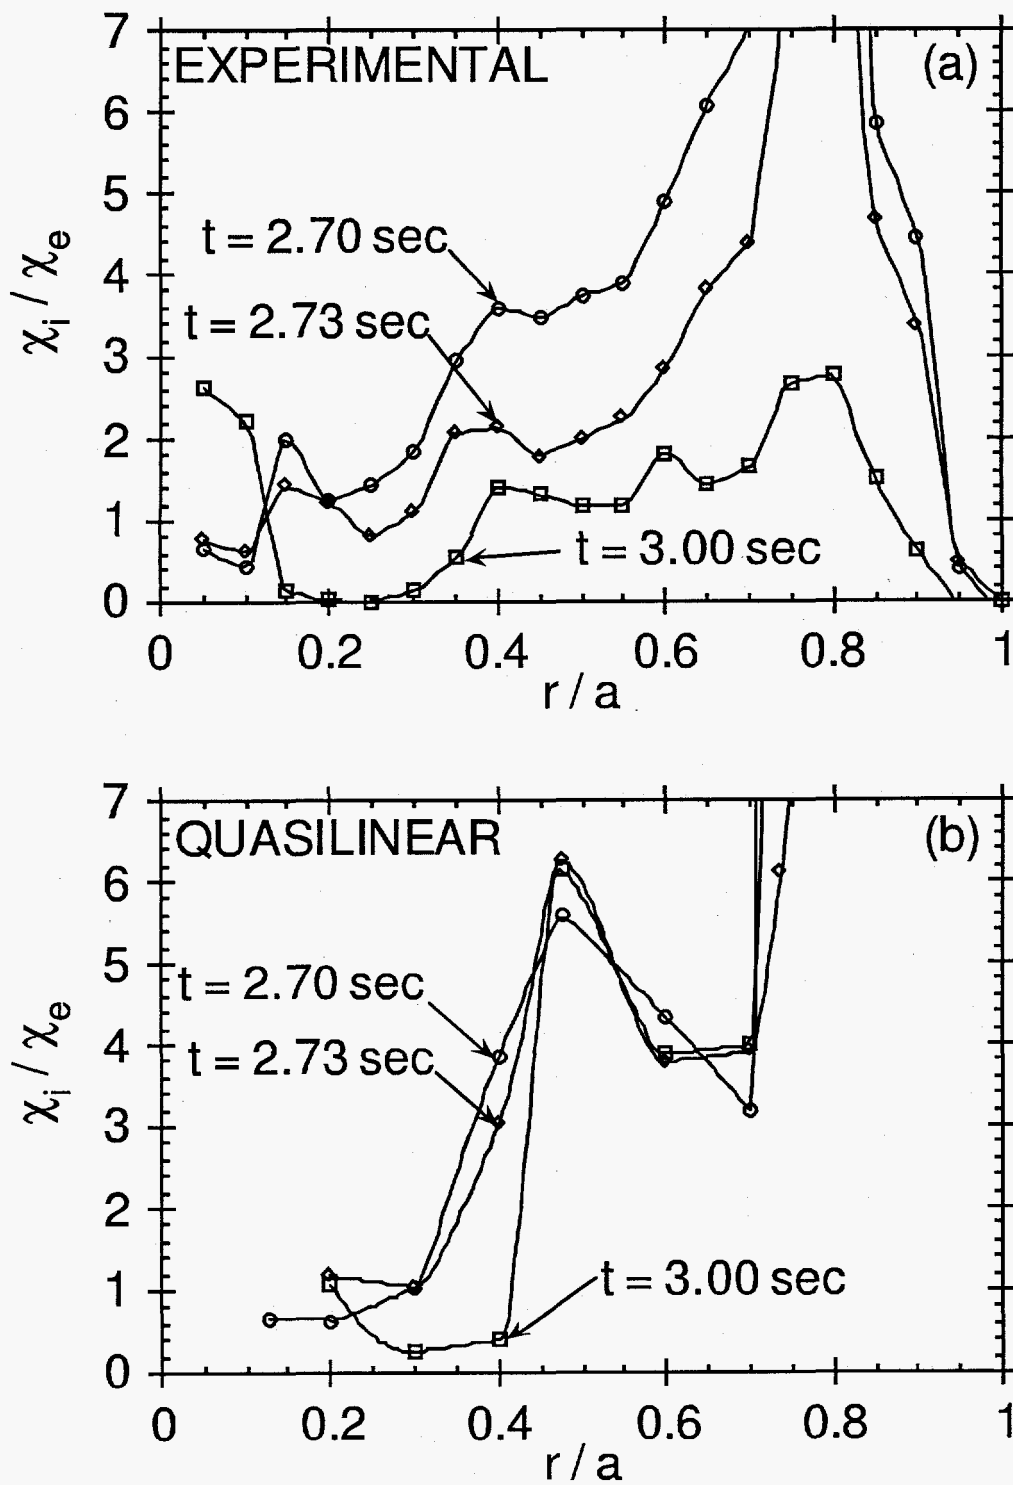 7
EXPERIMENTAL (a)
6
5
t = 2.70 sec
4
t = 2.73 sec
χi / χe
3
2
1
t = 3.00 sec
0
0 0.2 0.4 0.6 0.8 1
r / a
7
QUASILINEAR (b)
6
5
t = 2.70 sec
4
t = 2.73 sec
χi / χe
3
2
1
t = 3.00 sec
0
0 0.2 0.4 0.6 0.8 1
r / a